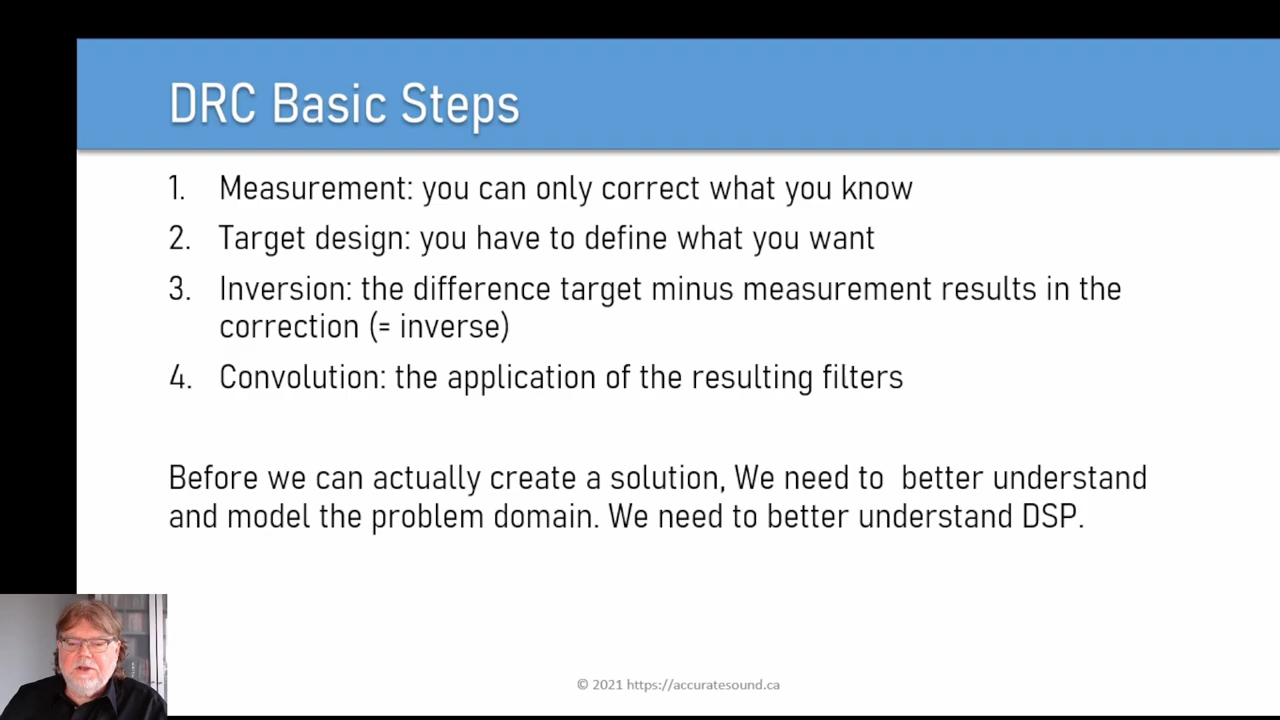 DRC Basic Steps
1. Measurement: you can only correct what you know
2. Target design: you have to define what you want
3. Inversion: the difference target minus measurement results in the
correction (= inverse)
4. Convolution: the application of the resulting filters
Before we can actually create a solution, We need to  better understand
and model the problem domain. We need to better understand DSP.
© 2021 https://accuratesound.ca